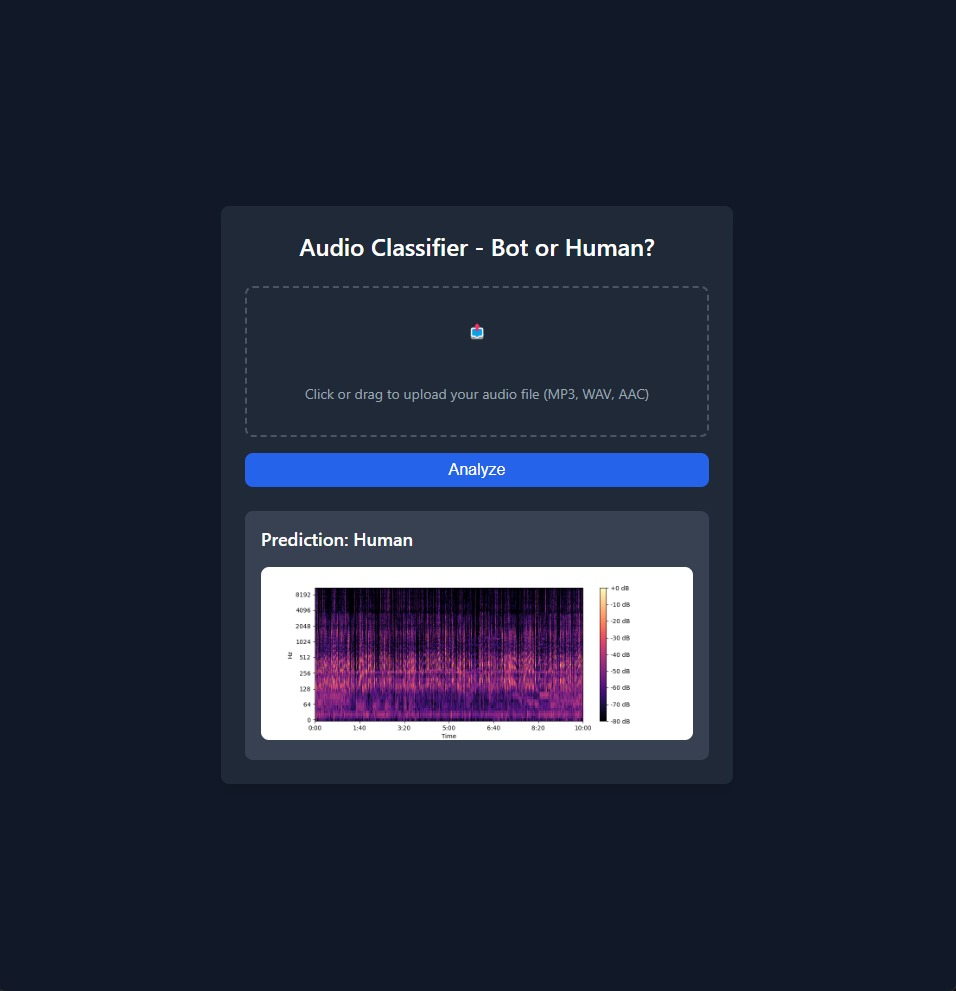 Audio Classifier - Bot or Human?
Click or drag to upload your audio file (MP3, WAV, AAC)
Analyze
Prediction: Human
8192
4096
2048
1024
512
256
128
64
0
Hz
0:00 1:40 3:20 5:00 6:40 8:20 10:00
Time
+0 dB
-10 dB
-20 dB
-30 dB
-40 dB
-50 dB
-60 dB
-70 dB
-80 dB